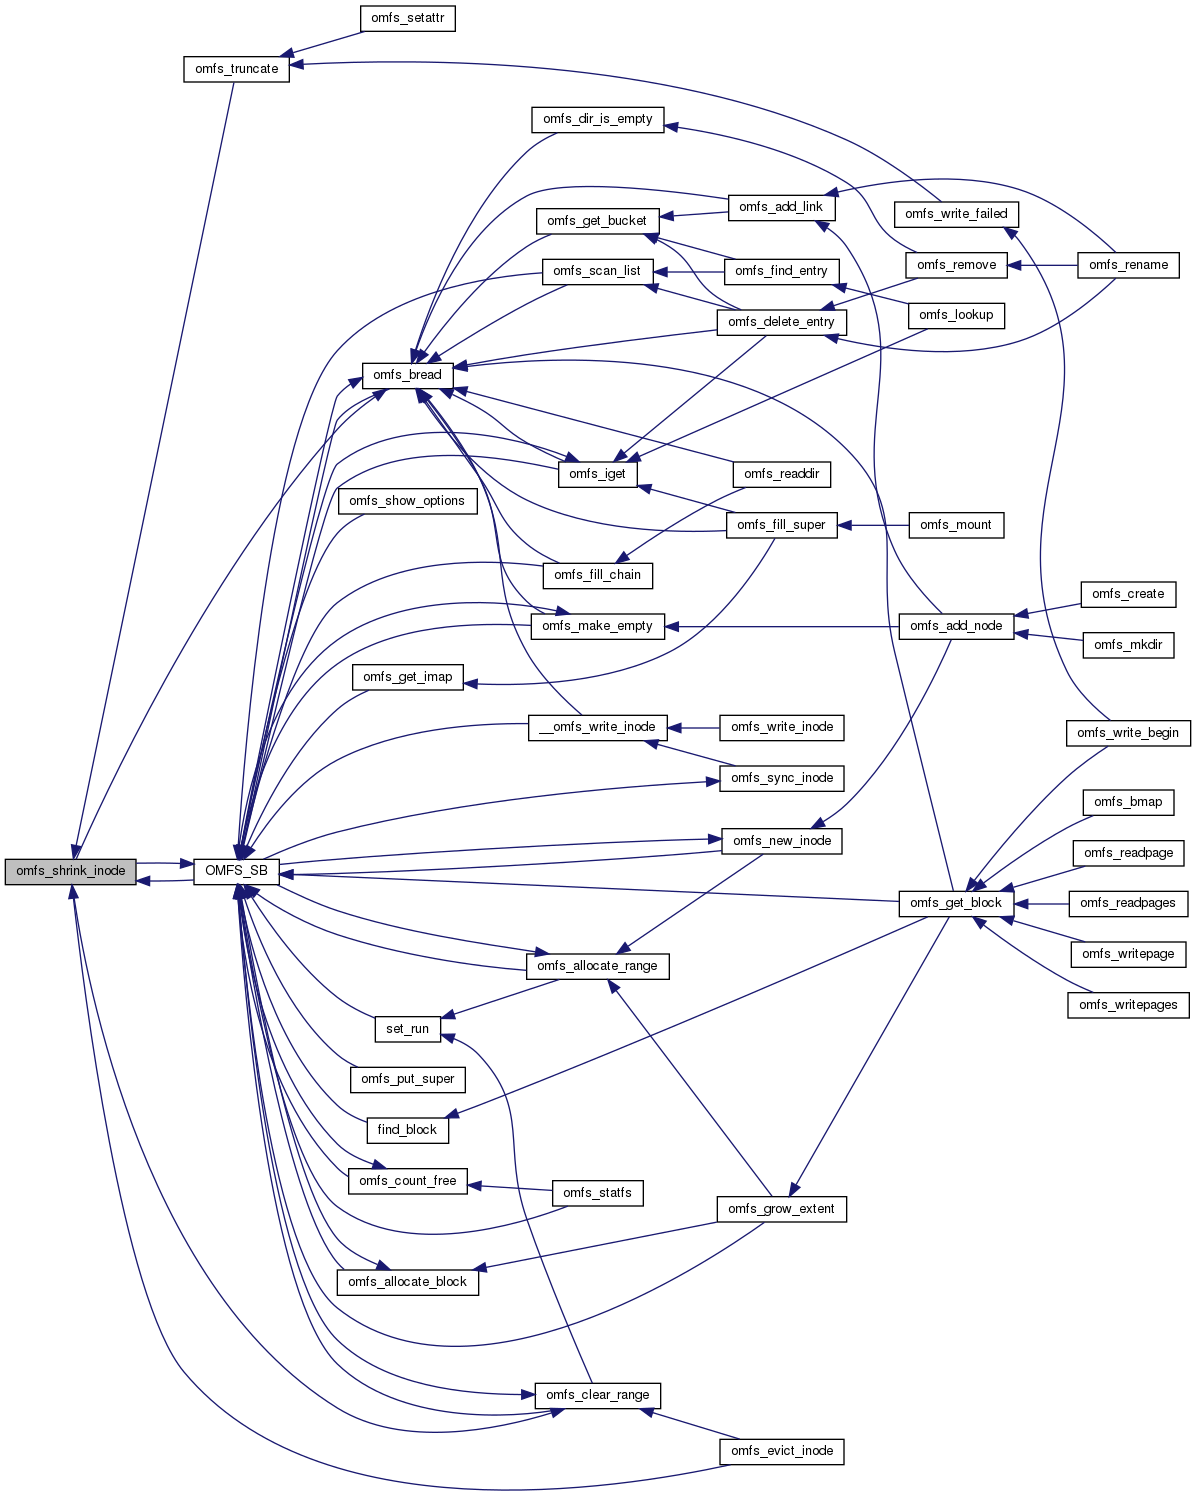 omfs_setattr
omfs_truncate
omfs_dir_is_empty
omfs_add_link
omfs_write_failed
omfs_get_bucket
omfs_remove
omfs_rename
omfs_scan_list
omfs_find_entry
omfs_lookup
omfs_delete_entry
omfs_bread
omfs_iget
omfs_readdir
omfs_show_options
omfs_fill_super
omfs_mount
omfs_fill_chain
omfs_create
omfs_make_empty
omfs_add_node
omfs_mkdir
omfs_get_imap
__omfs_write_inode
omfs_write_inode
omfs_write_begin
omfs_sync_inode
omfs_bmap
omfs_new_inode
omfs_readpage
omfs_shrink_inode
OMFS_SB
omfs_get_block
omfs_readpages
omfs_writepage
omfs_allocate_range
omfs_writepages
set_run
omfs_put_super
find_block
omfs_count_free
omfs_statfs
omfs_grow_extent
omfs_allocate_block
omfs_clear_range
omfs_evict_inode